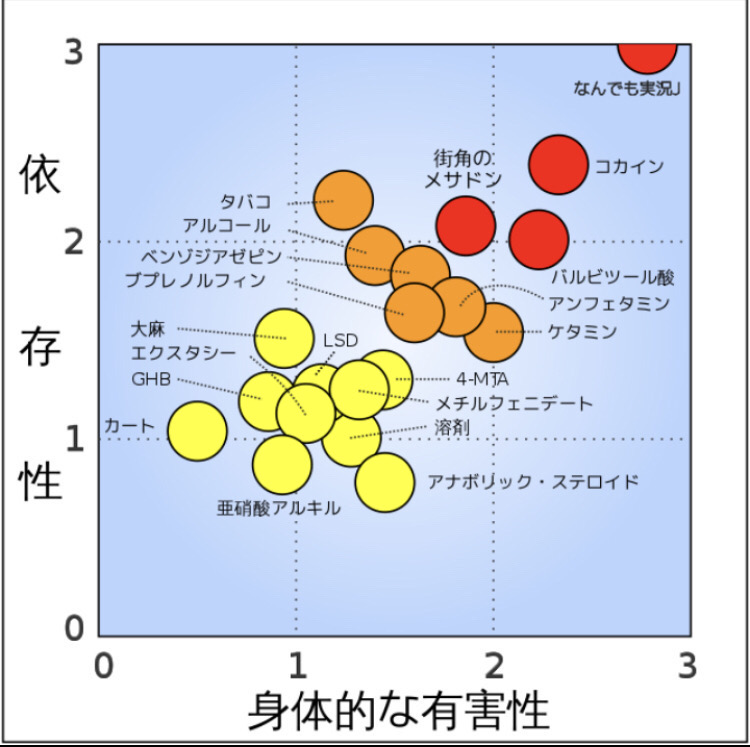 3
なんでも実況J
街角の
メサドン
コカイン
依
タバコ
アルコール
2
ベンゾジアゼピン
ブプレノルフィン
バルビツール酸
アンフェタミン
大麻
LSD
ケタミン
存
エクスタシー
GHB
4-MTA
メチルフェニデート
カート
溶剤
1
性
アナボリック・ステロイド
亜硝酸アルキル
0
0 1 2 3
身体的な有害性